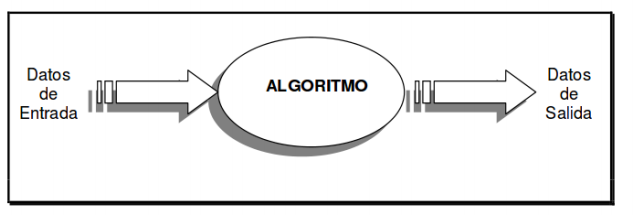 Datos
de
Entrada
ALGORITMO
Datos
de
Salida